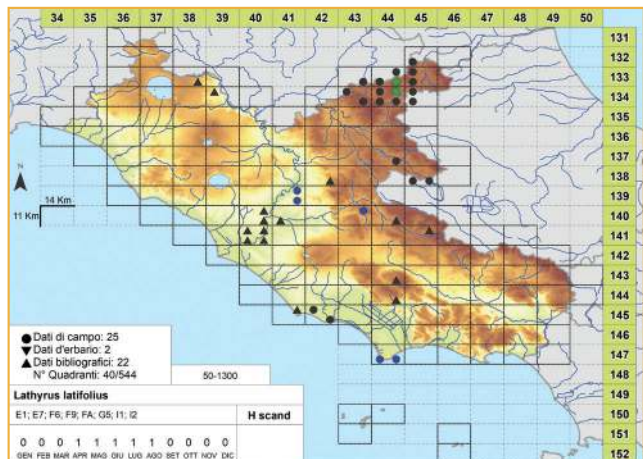 34 35 36 37 38 39 40 41 42 43 44 45 46 47 48 49 50
131
132
133
134
135
136
137
138
139
140
141
142
143
144
145
146
147
148
149
150
151
152
N
14 Km
11 Km
● Dati di campo: 25
▼ Dati d'erbario: 2
▲ Dati bibliografici: 22
N° Quadranti: 40/544
50-1300
Lathyrus latifolius
E1; E7; F6; F9; FA; G5; I1; I2
H scand
0 0 0 1 1 1 1 1 0 0 0 0
GEN FEB MAR APR MAG GIU LUG AGO SET OTT NOV DIC